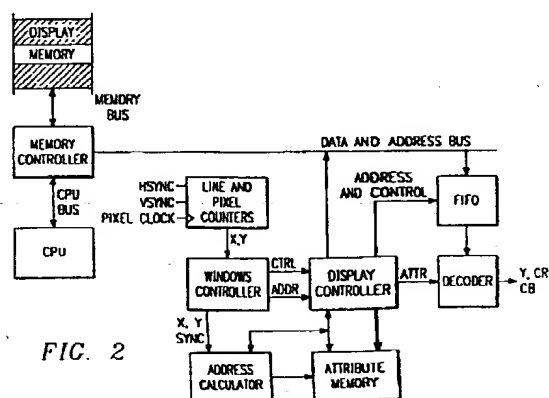 DISPLAY
MEMORY
MEMORY
BUS
MEMORY
CONTROLLER
DATA AND ADDRESS BUS
CPU
BUS
CPU
HSYNC
VSYNC
PIXEL CLOCK
LINE AND
PIXEL
COUNTERS
X,Y
ADDRESS
AND CONTROL
FIFO
WINDOWS
CONTROLLER
CTRL
ADDR
DISPLAY
CONTROLLER
ATTR
DECODER
Y, CR
CB
X, Y
SYNC
ADDRESS
CALCULATOR
ATTRIBUTE
MEMORY
FIG. 2